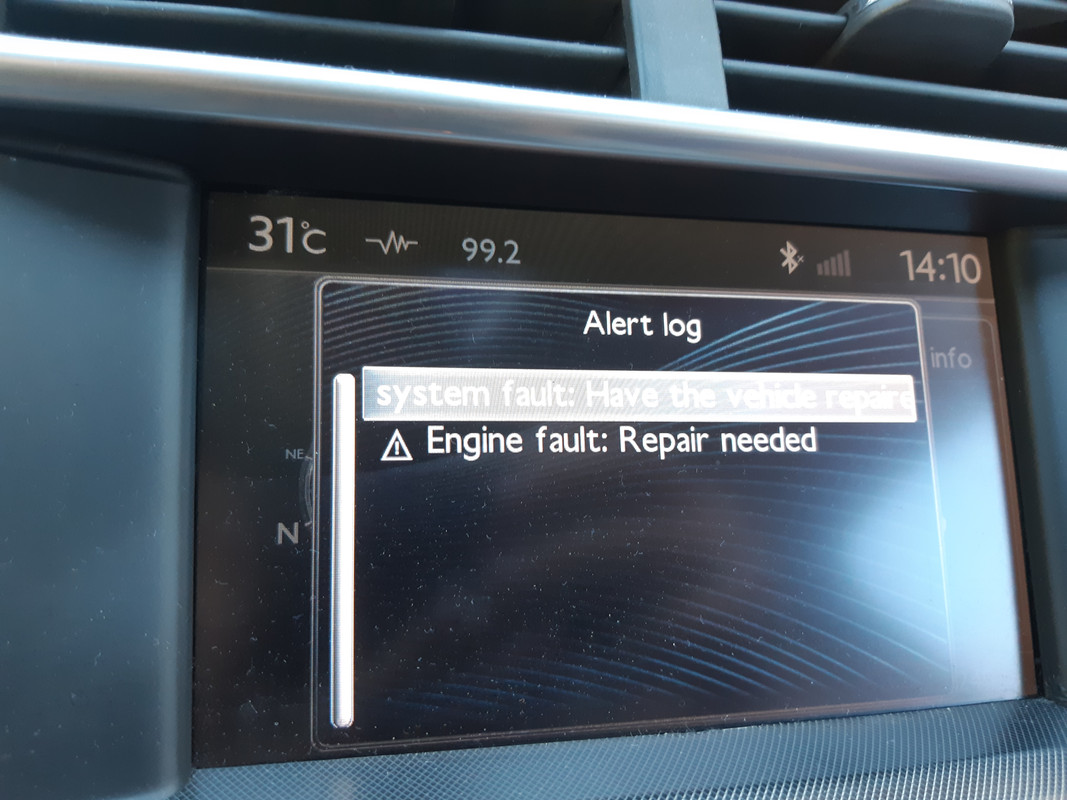 31°C 99.2 14:10
Alert log
info
system fault: Have the vehicle repaire
Engine fault: Repair needed
NE
N